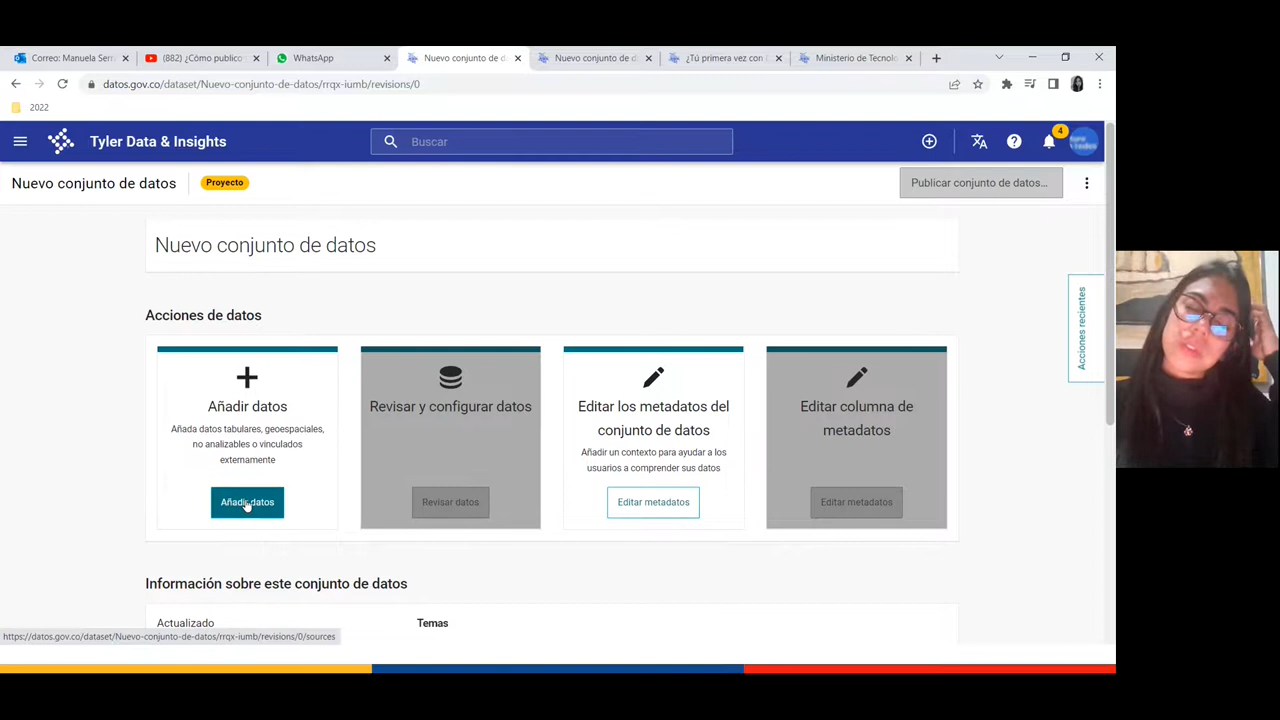 Correo: Manuela Serr
(882) ¿Cómo publico
WhatsApp
Nuevo conjunto de da
Nuevo conjunto de d
¿Tú primera vez con D
Ministerio de Tecnolo
datos.gov.co/dataset/Nuevo-conjunto-de-datos/rrqx-iumb/revisions/0
2022
Tyler Data & Insights
Buscar
4
Nuevo conjunto de datos
Proyecto
Publicar conjunto de datos...
Nuevo conjunto de datos
Acciones de datos
Añadir datos
Añada datos tabulares, geoespaciales,
no analizables o vinculados
externamente
Añadir datos
Revisar y configurar datos
Revisar datos
Editar los metadatos del
conjunto de datos
Añadir un contexto para ayudar a los
usuarios a comprender sus datos
Editar metadatos
Editar columna de
metadatos
Editar metadatos
Acciones recientes
Información sobre este conjunto de datos
Actualizado
Temas
https://datos.gov.co/dataset/Nuevo-conjunto-de-datos/rrqx-iumb/revisions/0/sources